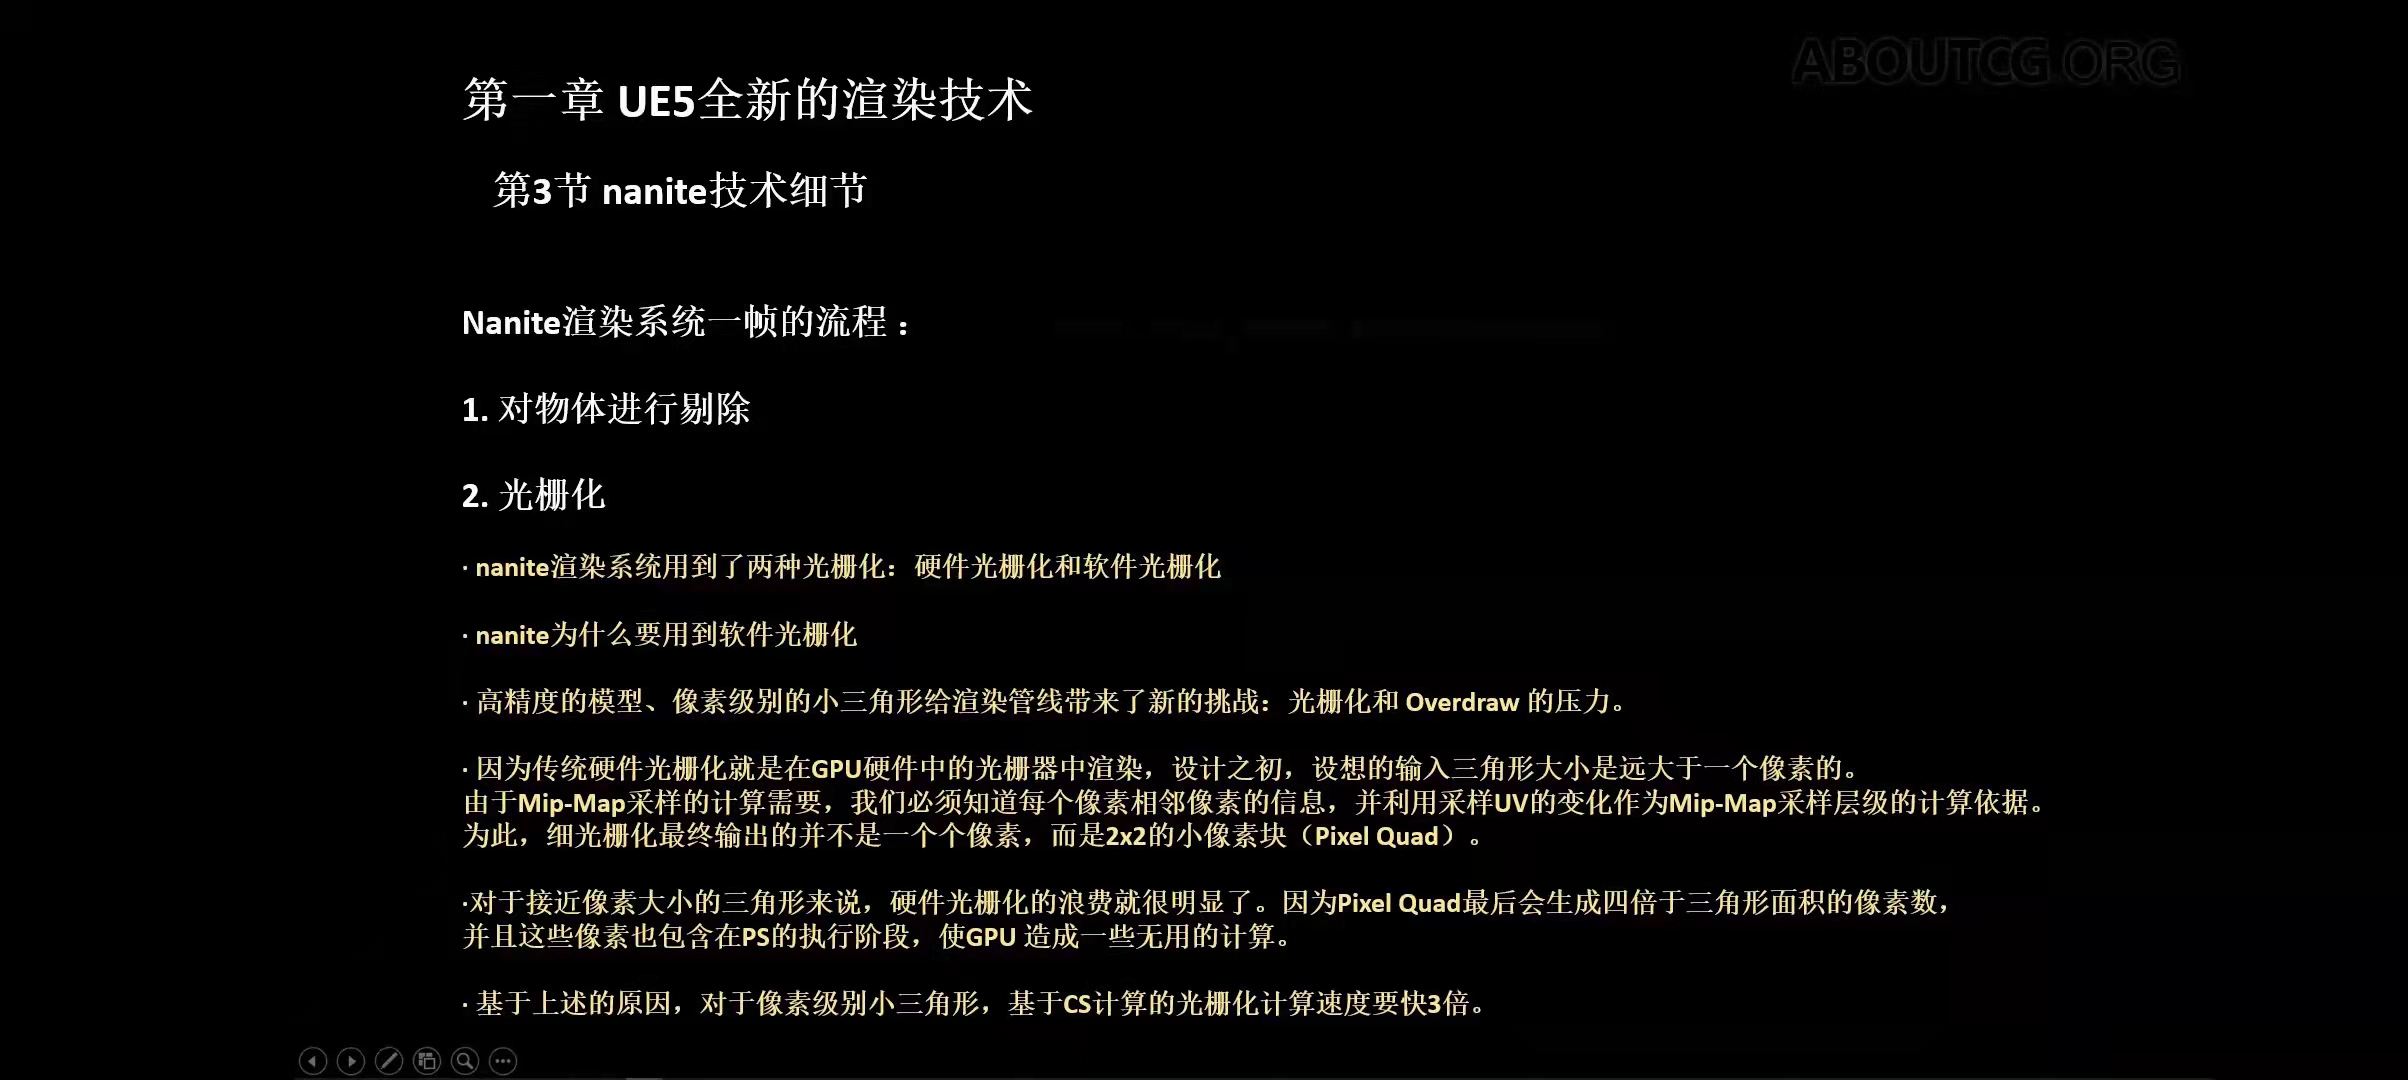 ABOUTCG.ORG
第一章 UE5全新的渲染技术
第3节 nanite技术细节
Nanite渲染系统一帧的流程：
1. 对物体进行剔除
2. 光栅化
· nanite渲染系统用到了两种光栅化：硬件光栅化和软件光栅化
· nanite为什么要用到软件光栅化
· 高精度的模型、像素级别的小三角形给渲染管线带来了新的挑战：光栅化和 Overdraw 的压力。
· 因为传统硬件光栅化就是在GPU硬件中的光栅器中渲染，设计之初，设想的输入三角形大小是远大于一个像素的。
由于Mip-Map采样的计算需要，我们必须知道每个像素相邻像素的信息，并利用采样UV的变化作为Mip-Map采样层级的计算依据。
为此，细光栅化最终输出的并不是一个个像素，而是2x2的小像素块（Pixel Quad）。
·对于接近像素大小的三角形来说，硬件光栅化的浪费就很明显了。因为Pixel Quad最后会生成四倍于三角形面积的像素数，
并且这些像素也包含在PS的执行阶段，使GPU 造成一些无用的计算。
· 基于上述的原因，对于像素级别小三角形，基于CS计算的光栅化计算速度要快3倍。